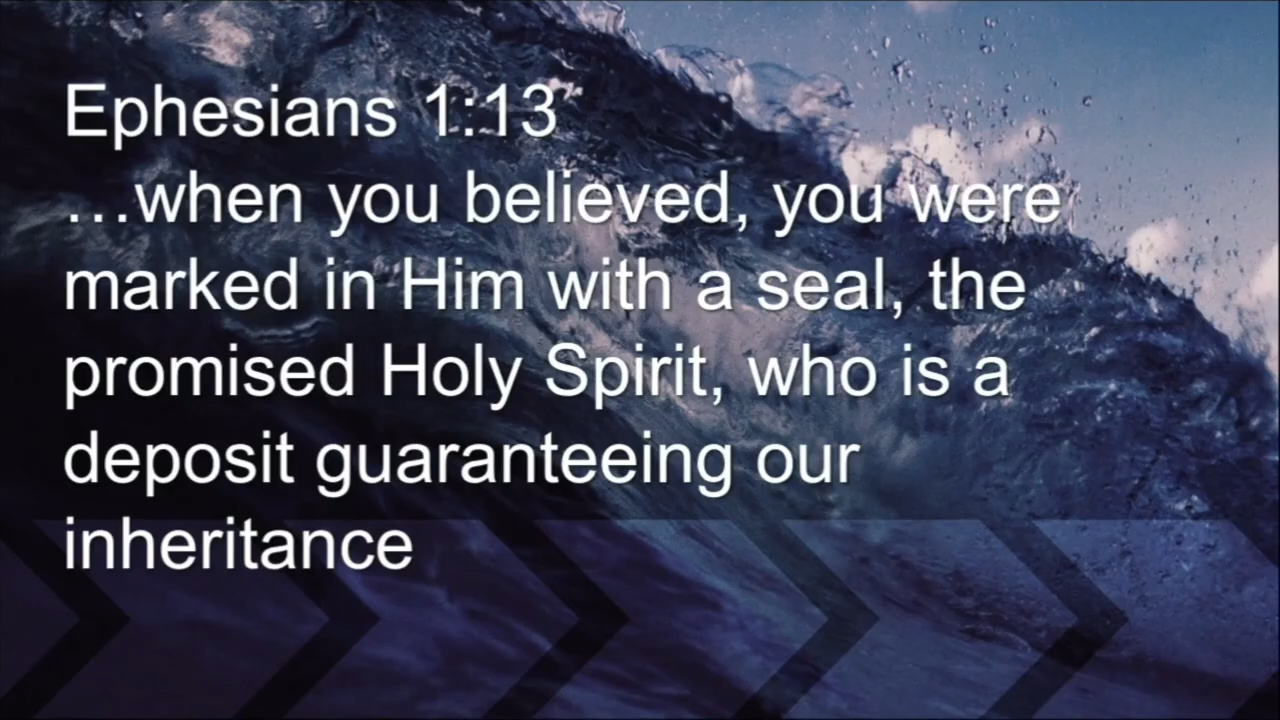 Ephesians 1:13
…when you believed, you were
marked in Him with a seal, the
promised Holy Spirit, who is a
deposit guaranteeing our
inheritance